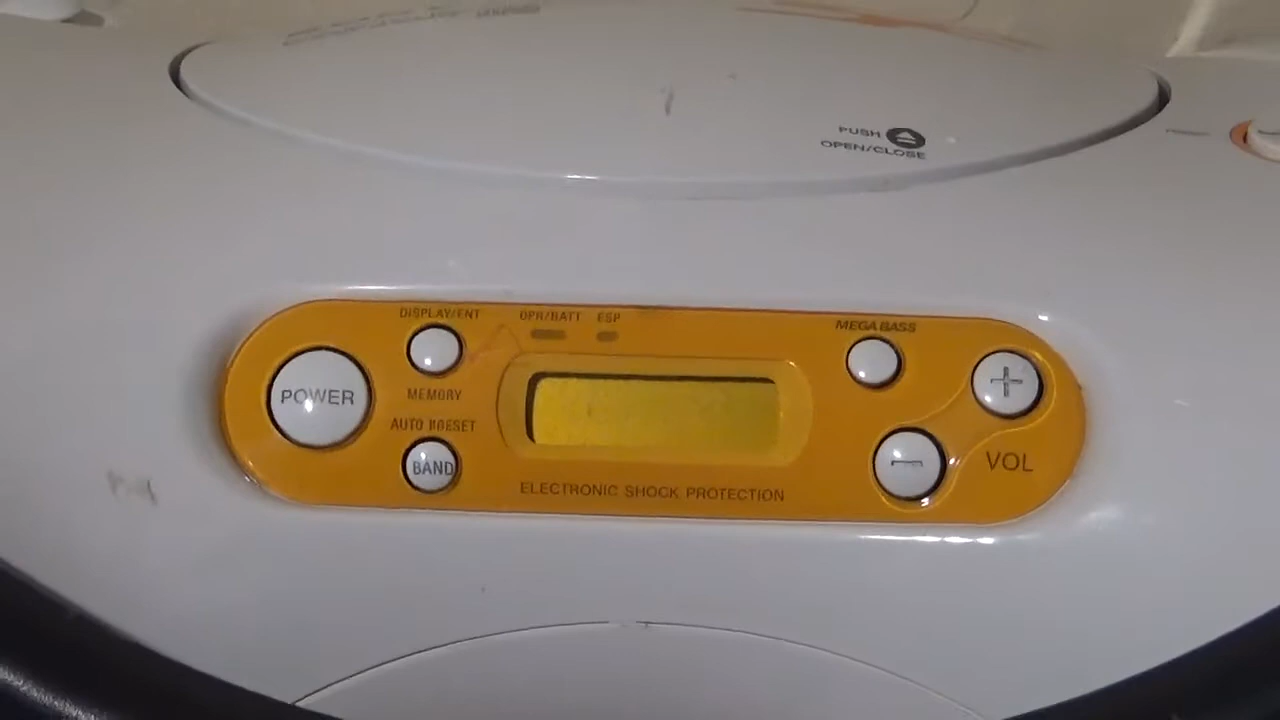 PUSH
OPEN/CLOSE
DISPLAY/ENT
OPR/BATT
ESP
MEGA BASS
POWER
MEMORY
AUTO PRESET
BAND
VOL
ELECTRONIC SHOCK PROTECTION